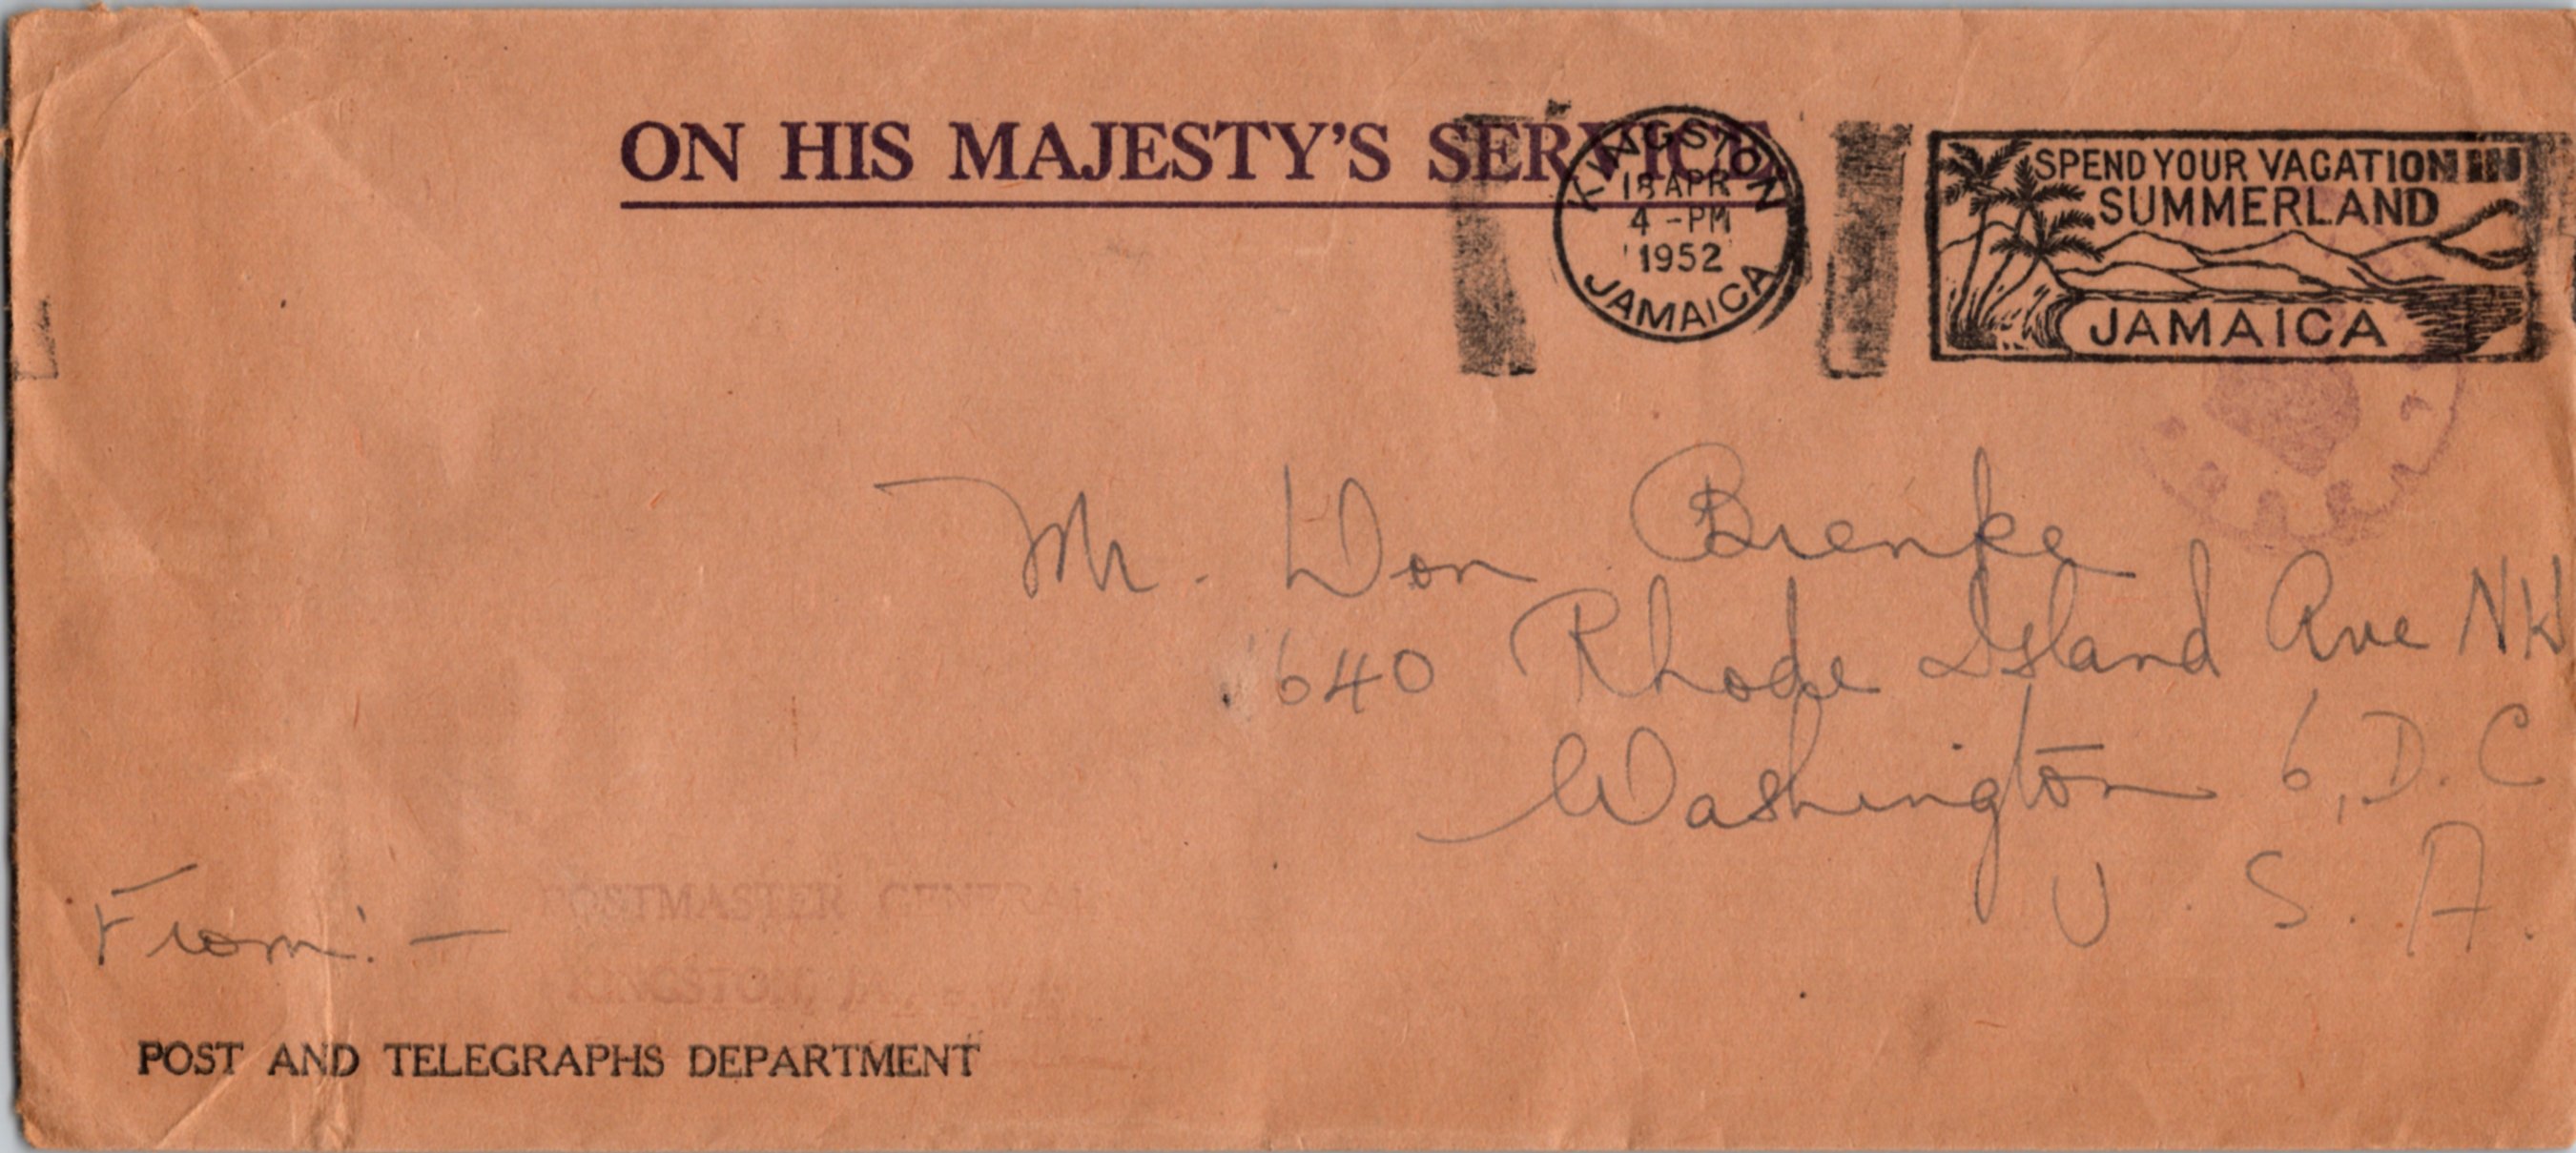 ON HIS MAJESTY'S SERVICE.
KINGSTON
18 APR
4 - PM
1952
JAMAICA
SPEND YOUR VACATION IN
SUMMERLAND
JAMAICA
Mr. Don Brenke
640 Rhode Island Ave NW
Washington 6, D. C
U. S. A.
From: —
POSTMASTER GENERAL
KINGSTON,
POST AND TELEGRAPHS DEPARTMENT